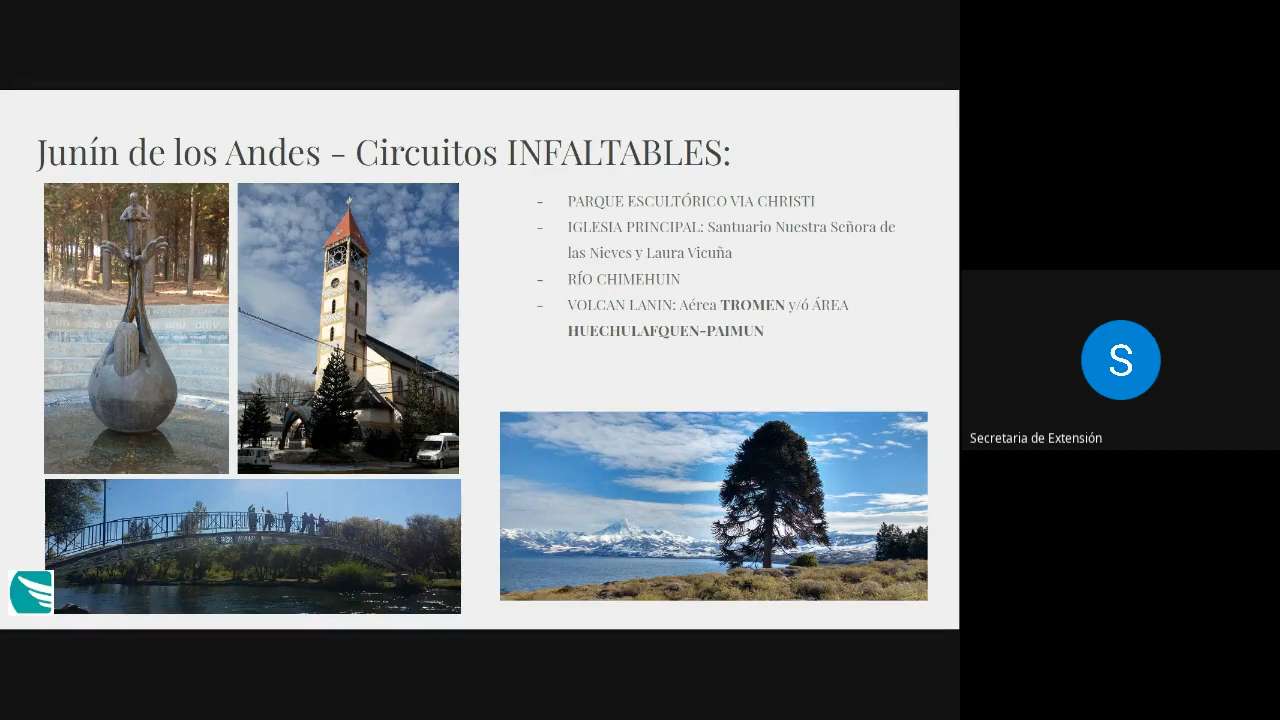 Junín de los Andes - Circuitos INFALTABLES:
- PARQUE ESCULTÓRICO VIA CHRISTI
- IGLESIA PRINCIPAL: Santuario Nuestra Señora de
las Nieves y Laura Vicuña
- RÍO CHIMEHUIN
- VOLCAN LANIN: Aérea TROMEN y/ó ÁREA
HUECHULAFQUEN-PAIMUN
S
Secretaria de Extensión